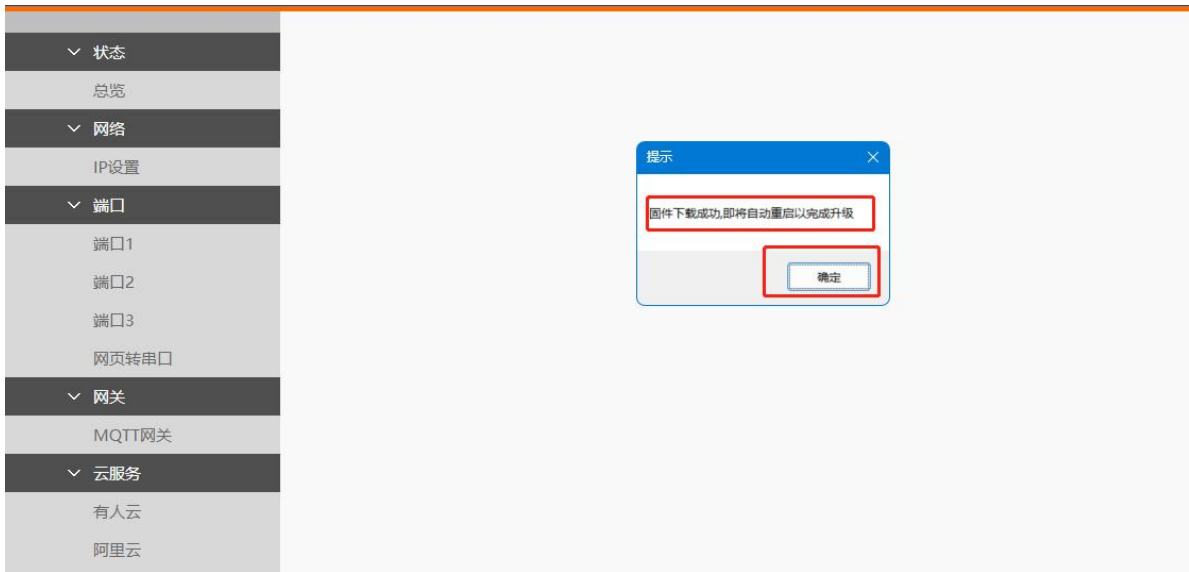 状态
总览
网络
IP设置
端口
端口1
端口2
端口3
网页转串口
网关
MQTT网关
云服务
有人云
阿里云
提示
固件下载成功,即将自动重启以完成升级
确定